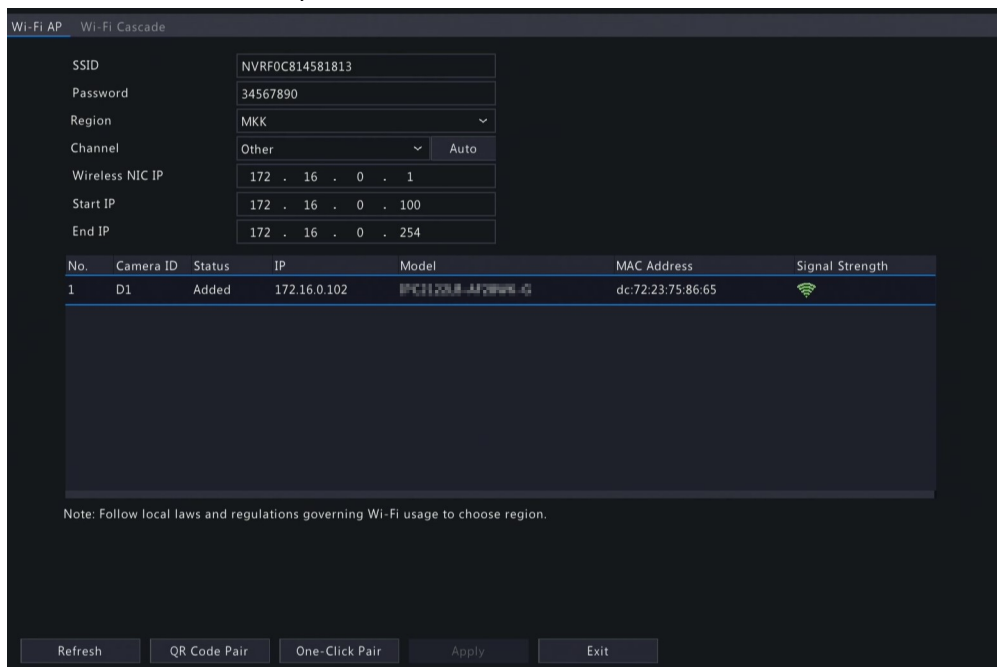 Wi-Fi AP Wi-Fi Cascade
SSID NVRF0C814581813
Password 34567890
Region MKK
Channel Other Auto
Wireless NIC IP 172 . 16 . 0 . 1
Start IP 172 . 16 . 0 . 100
End IP 172 . 16 . 0 . 254
No. Camera ID Status IP Model MAC Address Signal Strength
1 D1 Added 172.16.0.102 dc:72:23:75:86:65
Note: Follow local laws and regulations governing Wi-Fi usage to choose region.
Refresh QR Code Pair One-Click Pair Apply Exit